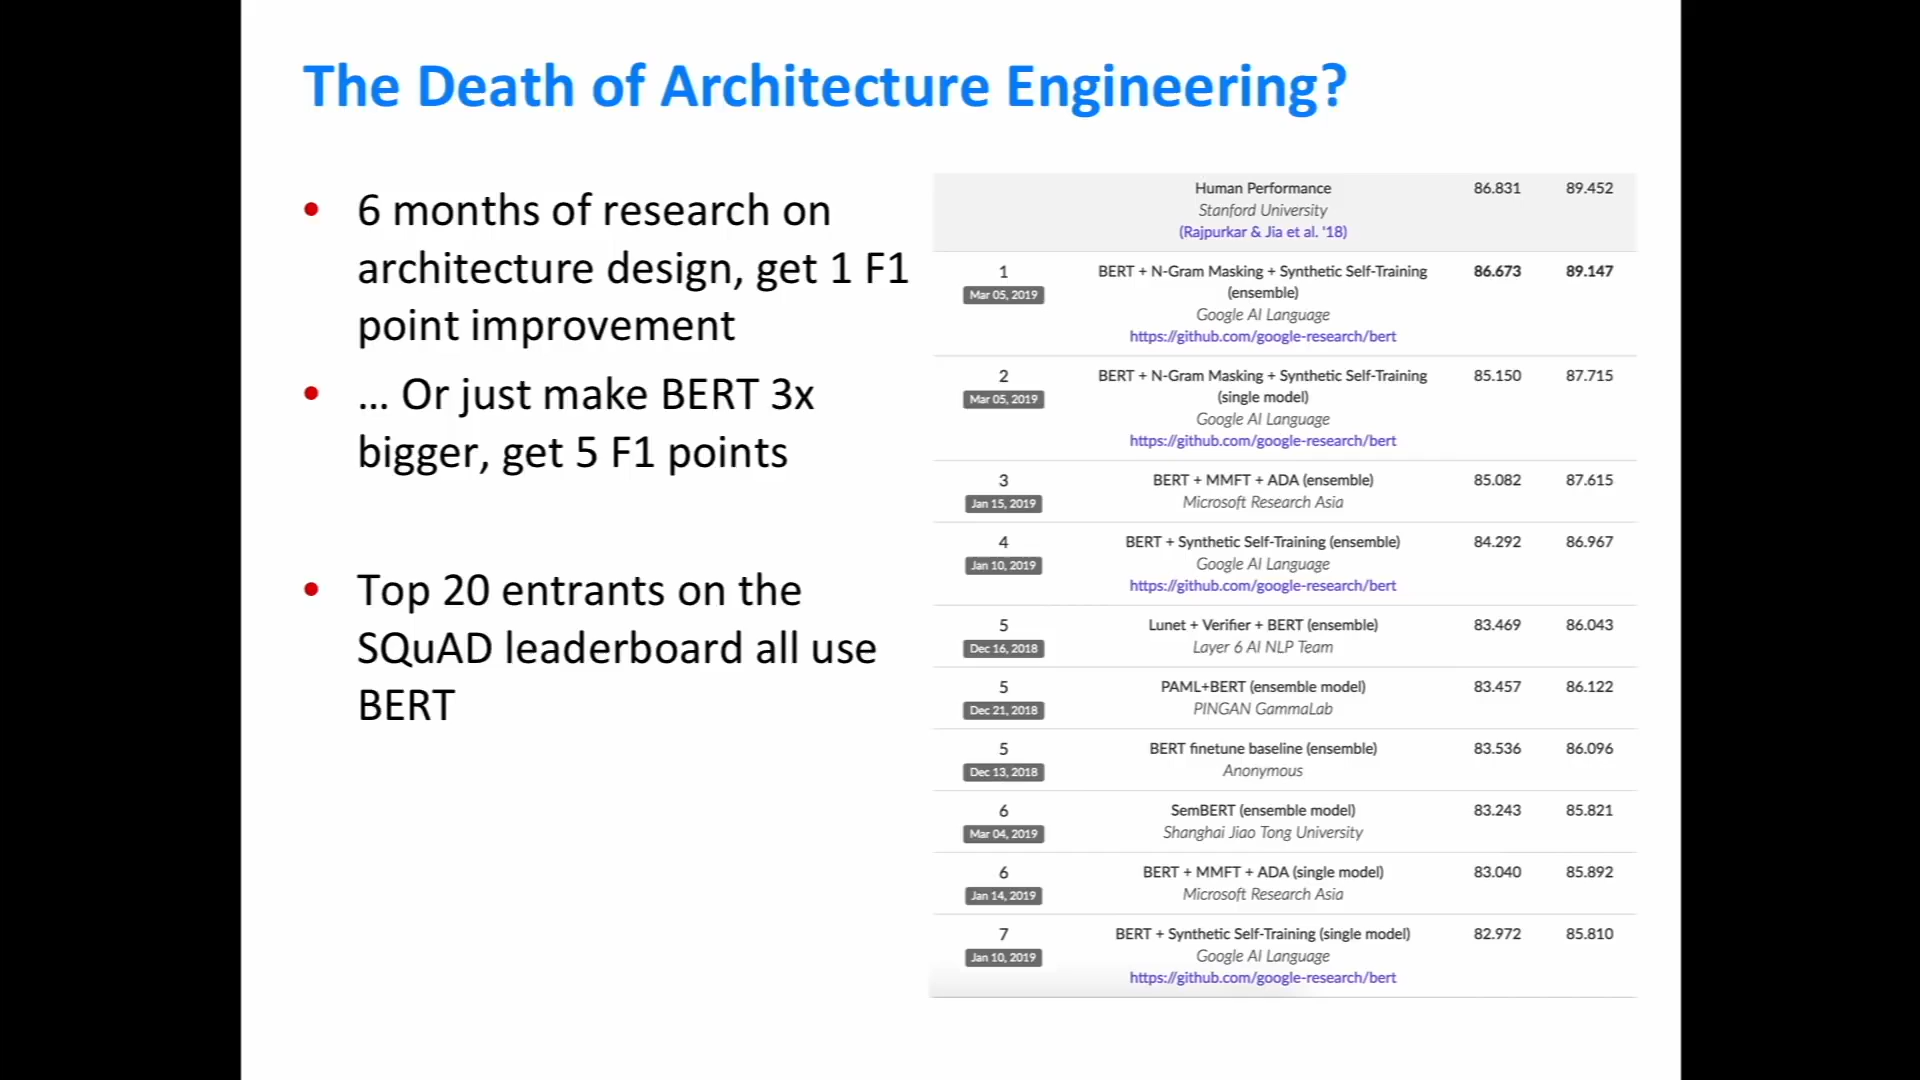 The Death of Architecture Engineering?
• 6 months of research on
architecture design, get 1 F1
point improvement
• ... Or just make BERT 3x
bigger, get 5 F1 points
• Top 20 entrants on the
SQuAD leaderboard all use
BERT
Human Performance 86.831 89.452
Stanford University
(Rajpurkar & Jia et al. '18)
1 BERT + N-Gram Masking + Synthetic Self-Training 86.673 89.147
Mar 05, 2019 (ensemble)
Google AI Language
https://github.com/google-research/bert
2 BERT + N-Gram Masking + Synthetic Self-Training 85.150 87.715
Mar 05, 2019 (single model)
Google AI Language
https://github.com/google-research/bert
3 BERT + MMFT + ADA (ensemble) 85.082 87.615
Jan 15, 2019 Microsoft Research Asia
4 BERT + Synthetic Self-Training (ensemble) 84.292 86.967
Jan 10, 2019 Google AI Language
https://github.com/google-research/bert
5 Lunet + Verifier + BERT (ensemble) 83.469 86.043
Dec 16, 2018 Layer 6 AI NLP Team
5 PAML+BERT (ensemble model) 83.457 86.122
Dec 21, 2018 PINGAN GammaLab
5 BERT finetune baseline (ensemble) 83.536 86.096
Dec 13, 2018 Anonymous
6 SemBERT (ensemble model) 83.243 85.821
Mar 04, 2019 Shanghai Jiao Tong University
6 BERT + MMFT + ADA (single model) 83.040 85.892
Jan 14, 2019 Microsoft Research Asia
7 BERT + Synthetic Self-Training (single model) 82.972 85.810
Jan 10, 2019 Google AI Language
https://github.com/google-research/bert